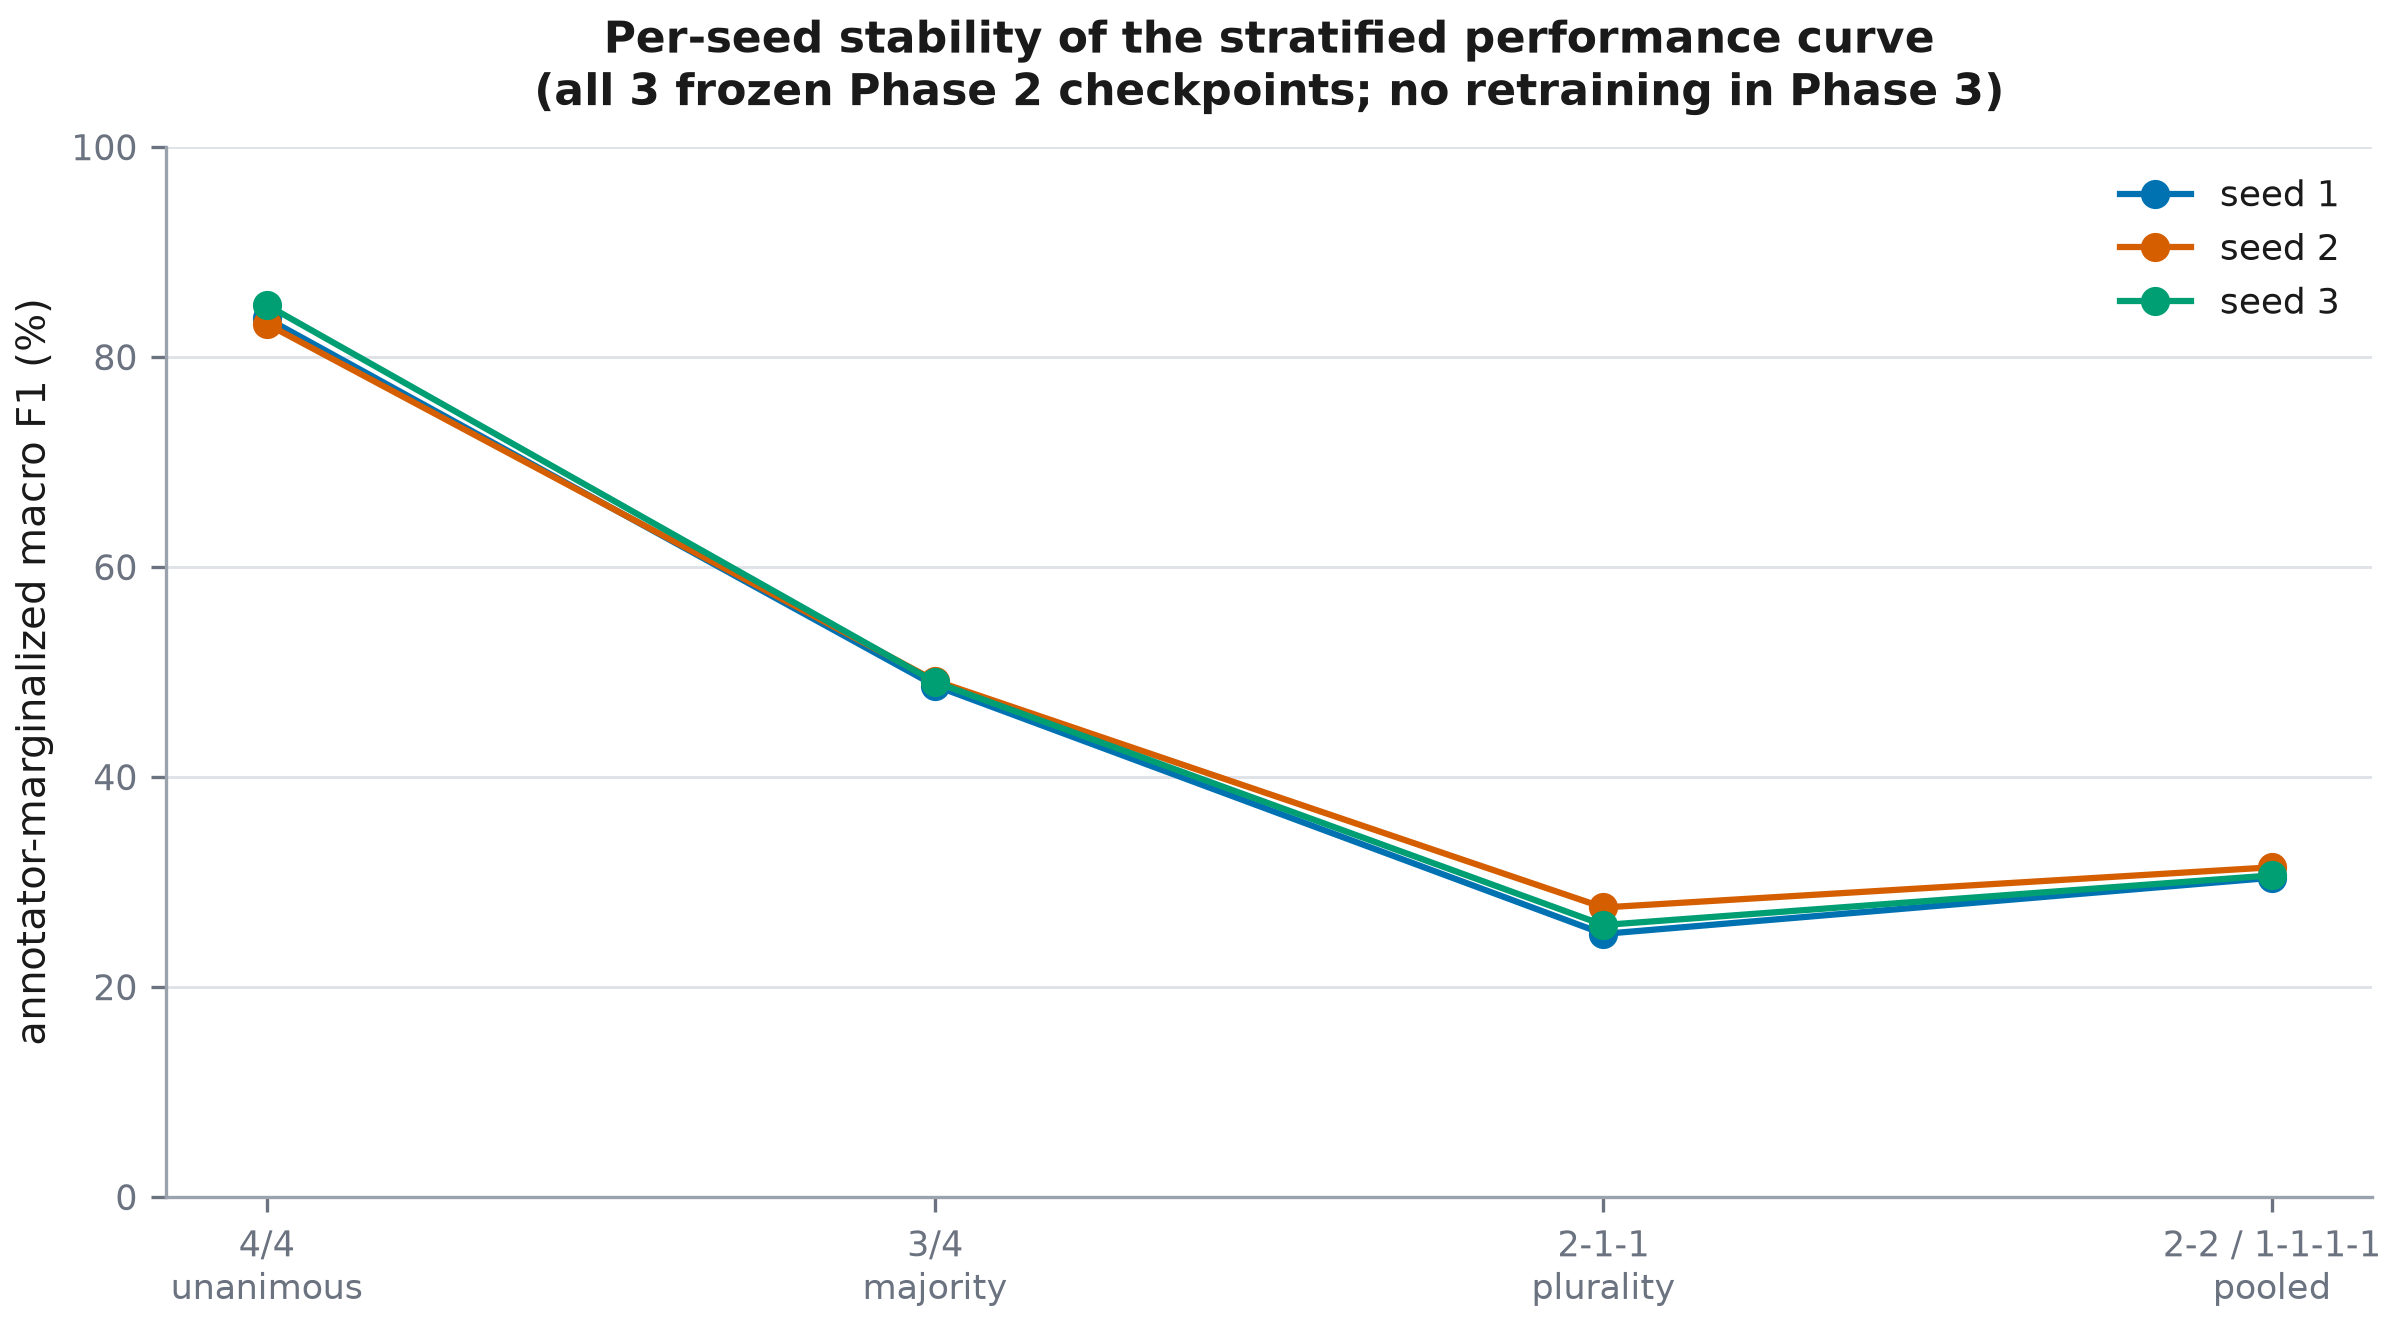 Per-seed stability of the stratified performance curve
(all 3 frozen Phase 2 checkpoints; no retraining in Phase 3)
annotator-marginalized macro F1 (%)
100
80
60
40
20
0
seed 1
seed 2
seed 3
4/4
unanimous
3/4
majority
2-1-1
plurality
2-2 / 1-1-1-1
pooled